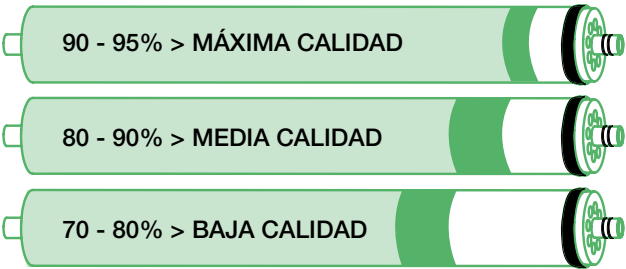 90 - 95% > MÁXIMA CALIDAD
80 - 90% > MEDIA CALIDAD
70 - 80% > BAJA CALIDAD